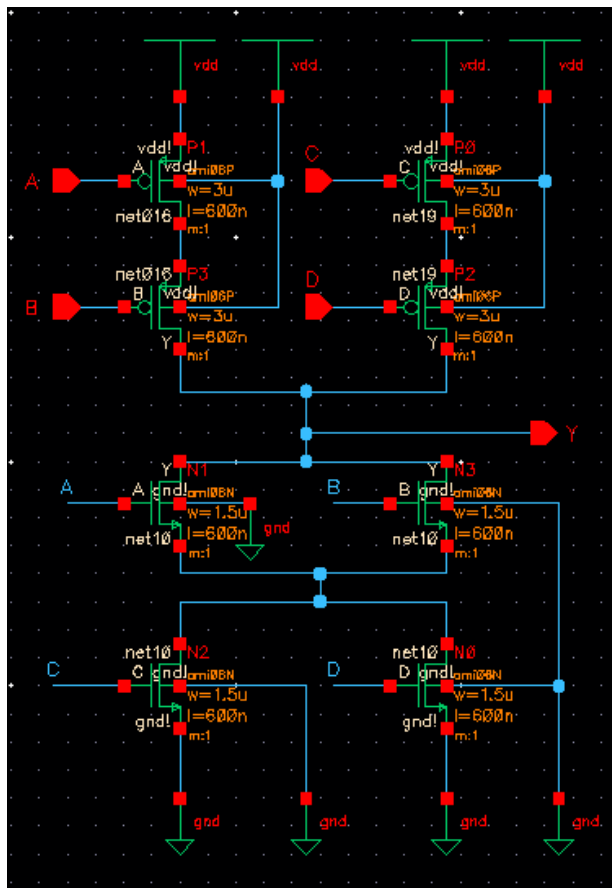 vdd vdd vdd vdd
vdd! P1 vdd! P0
A A vdd! ami06P C C vdd! ami06P
w=3u w=3u
net016 l=600n net19 l=600n
m:1 m:1
net016 P3 net19 P2
B B vdd! ami06P D D vdd! ami06P
w=3u w=3u
l=600n l=600n
Y m:1 Y m:1
Y
Y N1 Y N3
A A gnd! ami06N B B gnd! ami06N
w=1.5u w=1.5u
gnd
net10 l=600n net10 l=600n
m:1 m:1
net10 N2 net10 N0
C C gnd! ami06N D D gnd! ami06N
w=1.5u w=1.5u
gnd! l=600n gnd! l=600n
m:1 m:1
gnd gnd gnd gnd